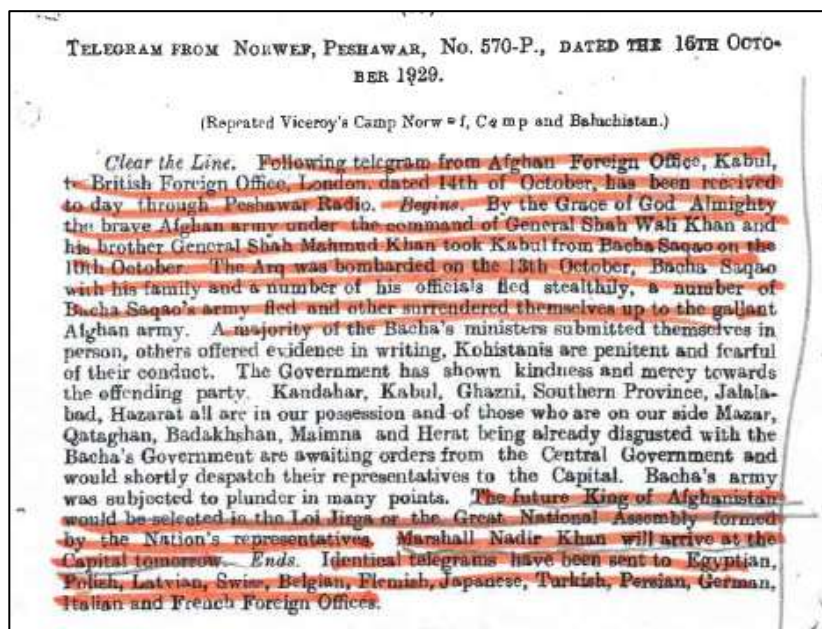 TELEGRAM FROM NORWEF, PESHAWAR, No. 570-P., DATED THE 16TH OCTO-
BER 1929.
(Repeated Viceroy's Camp Norwef, Camp and Baluchistan.)
Clear the Line. Following telegram from Afghan Foreign Office, Kabul,
to British Foreign Office, London, dated 14th of October, has been received
to day through Peshawar Radio. Begins. By the Grace of God Almighty
the brave Afghan army under the command of General Shah Wali Khan and
his brother General Shah Mahmud Khan took Kabul from Bacha Saqao on the
10th October. The Arq was bombarded on the 13th October, Bacha Saqao
with his family and a number of his officials fled stealthily, a number of
Bacha Saqao's army fled and other surrendered themselves up to the gallant
Afghan army. A majority of the Bacha's ministers submitted themselves in
person, others offered evidence in writing, Kohistanis are penitent and fearful
of their conduct. The Government has shown kindness and mercy towards
the offending party. Kandahar, Kabul, Ghazni, Southern Province, Jalala-
bad, Hazarat all are in our possession and of those who are on our side Mazar,
Qataghan, Badakhshan, Maimna and Herat being already disgusted with the
Bacha's Government are awaiting orders from the Central Government and
would shortly despatch their representatives to the Capital. Bacha's army
was subjected to plunder in many points. The future King of Afghanistan
would be selected in the Loi Jirga or the Great National Assembly formed
by the Nation's representatives. Marshall Nadir Khan will arrive at the
Capital tomorrow. Ends. Identical telegrams have been sent to Egyptian,
Polish, Latvian, Swiss, Belgian, Flemish, Japanese, Turkish, Persian, German,
Italian and French Foreign Offices.